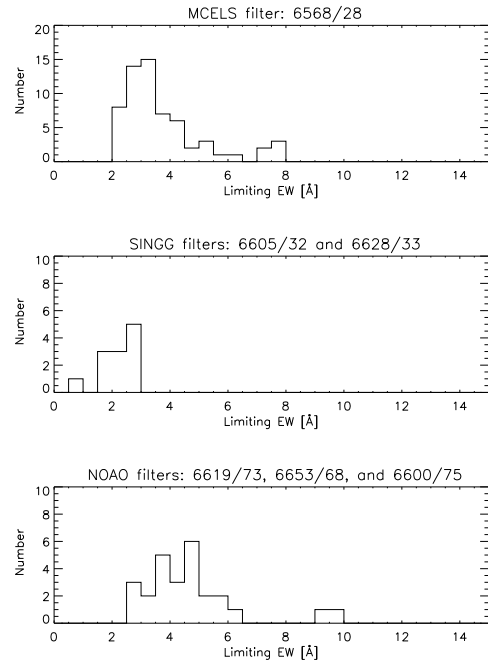 MCELS filter: 6568/28
20
15
10
5
0
Number
0 2 4 6 8 10 12 14
Limiting EW [Å]
SINGG filters: 6605/32 and 6628/33
10
8
6
4
2
0
Number
0 2 4 6 8 10 12 14
Limiting EW [Å]
NOAO filters: 6619/73, 6653/68, and 6600/75
10
8
6
4
2
0
Number
0 2 4 6 8 10 12 14
Limiting EW [Å]